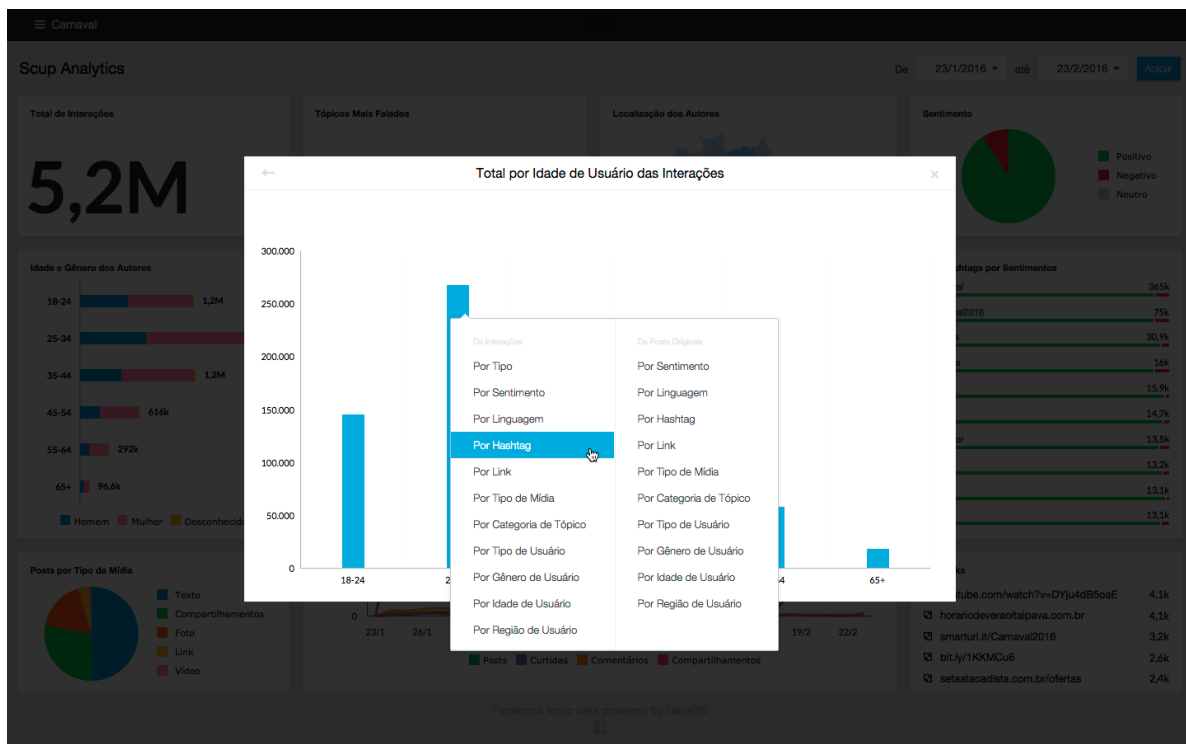 Carnaval
Scup Analytics
De 23/1/2016 até 23/2/2016 Aplicar
Total de Interações
5,2M
Tópicos Mais Falados
Localização dos Autores
Sentimento
Positivo
Negativo
Neutro
Total por Idade de Usuário das Interações
300.000
250.000
200.000
150.000
100.000
50.000
0
18-24
65+
De Interações
Por Tipo
Por Sentimento
Por Linguagem
Por Hashtag
Por Link
Por Tipo de Mídia
Por Categoria de Tópico
Por Tipo de Usuário
Por Gênero de Usuário
Por Idade de Usuário
Por Região de Usuário
De Posts Originais
Por Sentimento
Por Linguagem
Por Hashtag
Por Link
Por Tipo de Mídia
Por Categoria de Tópico
Por Tipo de Usuário
Por Gênero de Usuário
Por Idade de Usuário
Por Região de Usuário
Idade e Gênero dos Autores
18-24 1,2M
25-34
35-44 1,2M
45-54 616k
55-64 292k
65+ 96,6k
Homem Mulher Desconhecid
htags por Sentimentos
365k
2016 75k
30,9k
16k
15,9k
14,7k
13,5k
13,2k
13,1k
13,1k
Posts por Tipo da Mídia
Texto
Compartilhamentos
Foto
Link
Vídeo
0
23/1 26/1 19/2 22/2
Posts Curtidas Comentários Compartilhamentos
tube.com/watch?v=DYju4dB5oaE 4,1k
horariodeveraoitaipava.com.br 4,1k
smarturl.it/Carnaval2016 3,2k
bit.ly/1KKMCu6 2,6k
setaatacadista.com.br/ofertas 2,4k
Facebook topic data powered by DataSift